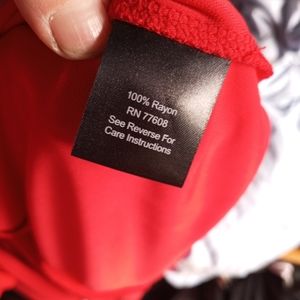 100% Rayon
RN 77608
See Reverse For
Care Instructions